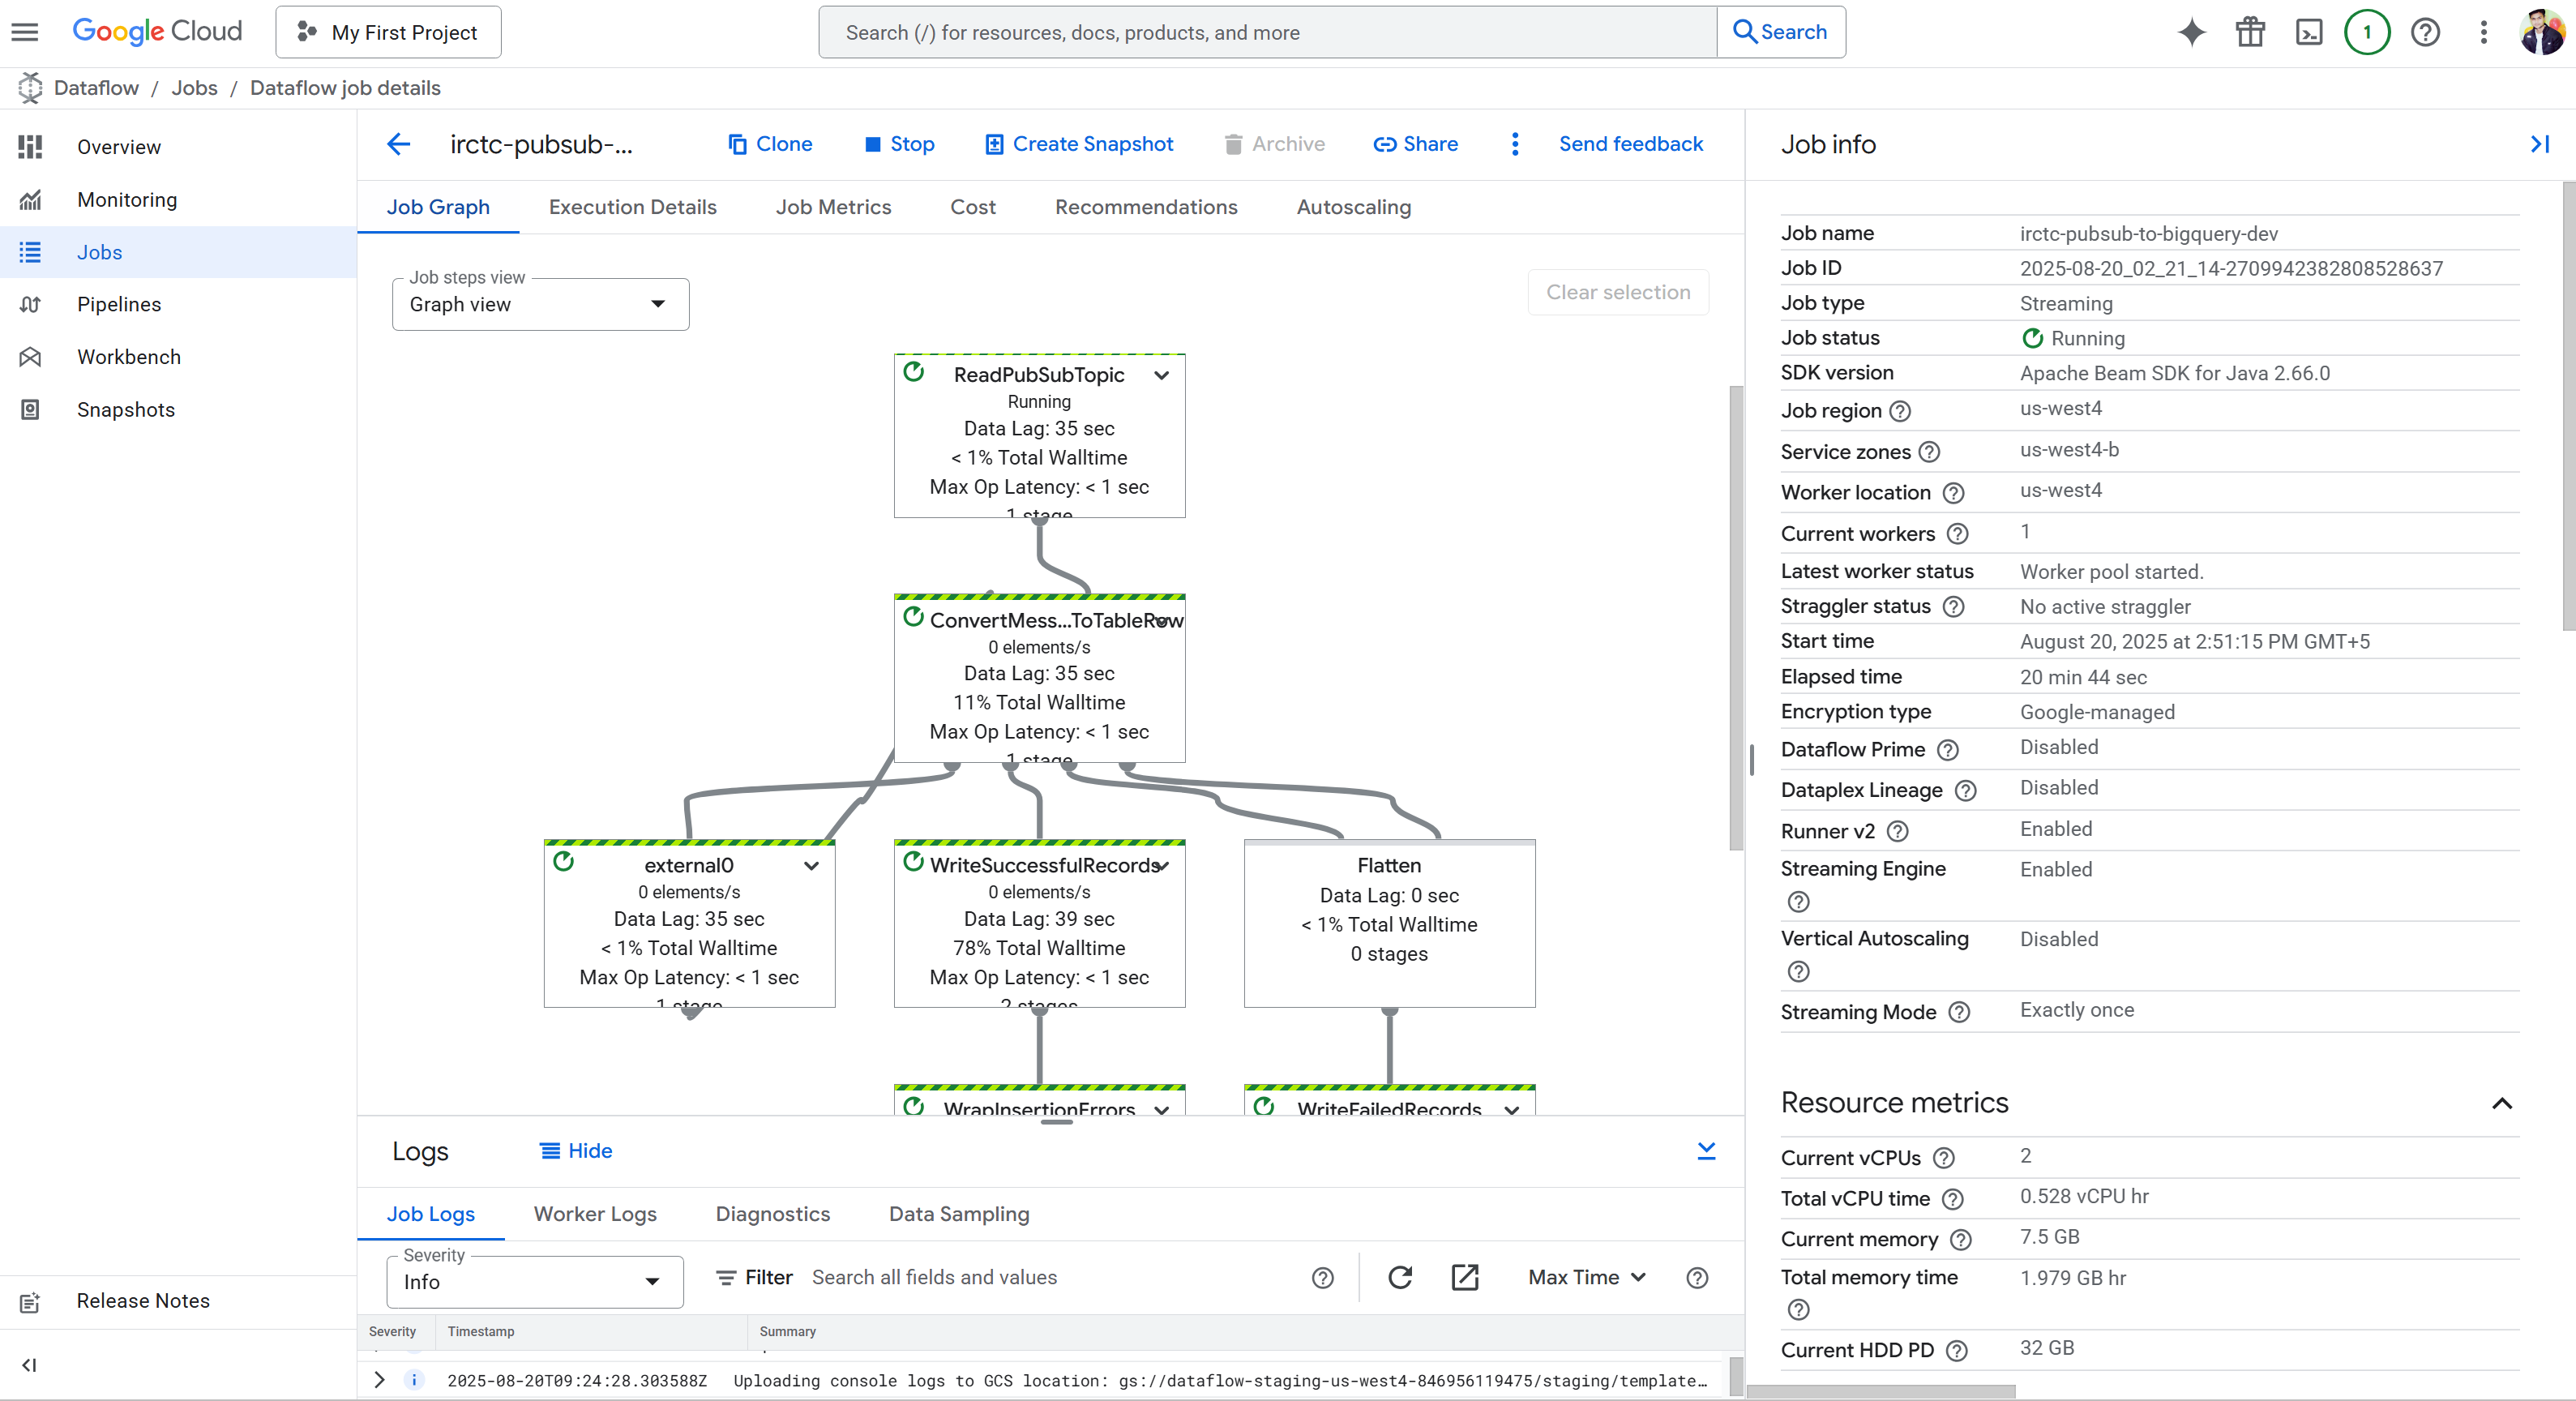 Google Cloud
My First Project
Search (/) for resources, docs, products, and more
Search
1
Dataflow / Jobs / Dataflow job details
Overview
Monitoring
Jobs
Pipelines
Workbench
Snapshots
Release Notes
irctc-pubsub-...
Clone
Stop
Create Snapshot
Archive
Share
Send feedback
Job Graph
Execution Details
Job Metrics
Cost
Recommendations
Autoscaling
Job steps view
Graph view
Clear selection
ReadPubSubTopic
Running
Data Lag: 35 sec
< 1% Total Walltime
Max Op Latency: < 1 sec
1 stage
ConvertMess...ToTableRow
0 elements/s
Data Lag: 35 sec
11% Total Walltime
Max Op Latency: < 1 sec
1 stage
external0
0 elements/s
Data Lag: 35 sec
< 1% Total Walltime
Max Op Latency: < 1 sec
1 stage
WriteSuccessfulRecords
0 elements/s
Data Lag: 39 sec
78% Total Walltime
Max Op Latency: < 1 sec
2 stages
Flatten
Data Lag: 0 sec
< 1% Total Walltime
0 stages
WrapInsertionErrors
WriteFailedRecords
Logs
Hide
Job Logs
Worker Logs
Diagnostics
Data Sampling
Severity
Info
Filter
Search all fields and values
Max Time
Severity Timestamp Summary
2025-08-20T09:24:28.303588Z Uploading console logs to GCS location: gs://dataflow-staging-us-west4-846956119475/staging/template…
Job info
Job name irctc-pubsub-to-bigquery-dev
Job ID 2025-08-20_02_21_14-2709942382808528637
Job type Streaming
Job status Running
SDK version Apache Beam SDK for Java 2.66.0
Job region us-west4
Service zones us-west4-b
Worker location us-west4
Current workers 1
Latest worker status Worker pool started.
Straggler status No active straggler
Start time August 20, 2025 at 2:51:15 PM GMT+5
Elapsed time 20 min 44 sec
Encryption type Google-managed
Dataflow Prime Disabled
Dataplex Lineage Disabled
Runner v2 Enabled
Streaming Engine Enabled
Vertical Autoscaling Disabled
Streaming Mode Exactly once
Resource metrics
Current vCPUs 2
Total vCPU time 0.528 vCPU hr
Current memory 7.5 GB
Total memory time 1.979 GB hr
Current HDD PD 32 GB